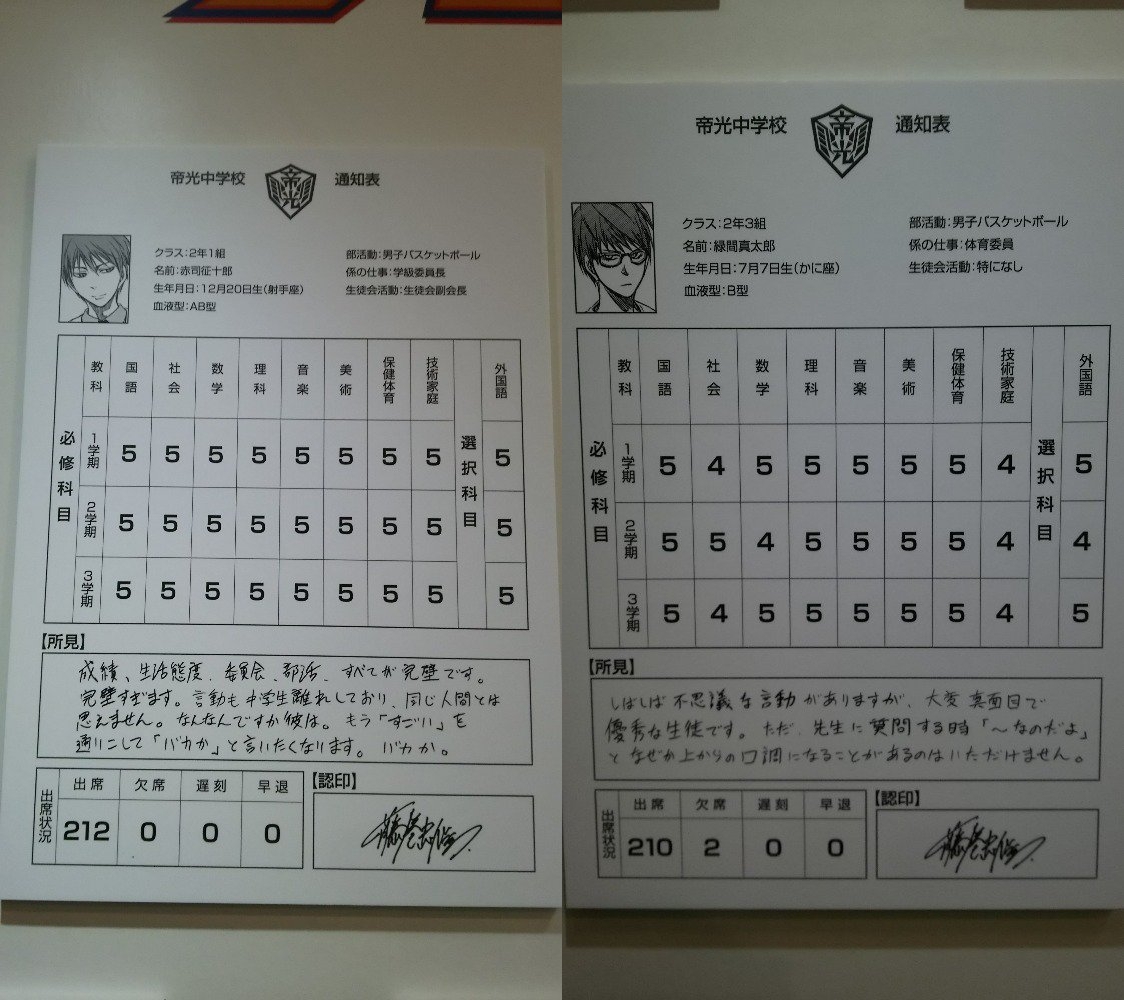 帝光中学校 帝光 通知表
クラス:2年1組
名前:赤司征十郎
生年月日:12月20日生(射手座)
血液型:AB型
部活動:男子バスケットボール
係の仕事:学級委員長
生徒会活動:生徒会副会長
必修科目 教科 国語 社会 数学 理科 音楽 美術 保健体育 技術家庭 選択科目 外国語
1学期 5 5 5 5 5 5 5 5 5
2学期 5 5 5 5 5 5 5 5 5
3学期 5 5 5 5 5 5 5 5 5
【所見】
成績、生活態度、委員会、部活、すべてが完璧です。
完璧すぎます。言動も中学生離れしており、同じ人間とは
思えません。なんなんですか彼は。もう「すごい」を
通りこして「バカか」と言いたくなります。バカか。
出席状況 出席 欠席 遅刻 早退
212 0 0 0
【認印】
藤巻忠俊
帝光中学校 帝光 通知表
クラス:2年3組
名前:緑間真太郎
生年月日:7月7日生(かに座)
血液型:B型
部活動:男子バスケットボール
係の仕事:体育委員
生徒会活動:特になし
必修科目 教科 国語 社会 数学 理科 音楽 美術 保健体育 技術家庭 選択科目 外国語
1学期 5 4 5 5 5 5 5 4 5
2学期 5 5 4 5 5 5 5 4 4
3学期 5 4 5 5 5 5 5 4 5
【所見】
しばしば不思議な言動がありますが、大変真面目で
優秀な生徒です。ただ、先生に質問する時「〜なのだよ」
となぜか上からの口調になることがあるのはいただけません。
出席状況 出席 欠席 遅刻 早退
210 2 0 0
【認印】
藤巻忠俊